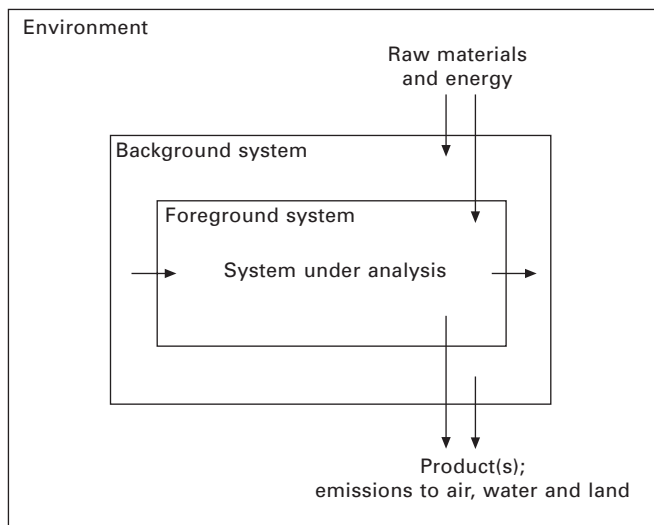 Environment
Raw materials
and energy
Background system
Foreground system
System under analysis
Product(s);
emissions to air, water and land